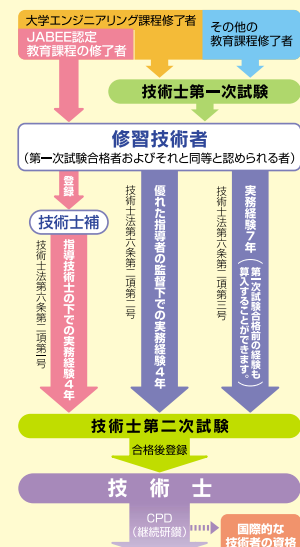 大学エンジニアリング課程修了者
JABEE認定
教育課程の修了者
その他の
教育課程修了者
技術士第一次試験
修習技術者
(第一次試験合格者およびそれと同等と認められる者)
登録
技術士補
指導技術士の下での実務経験4年
技術士法第六条第二項第一号
優れた指導者の監督下での実務経験4年
技術士法第六条第二項第二号
実務経験7年
(第一次試験合格前の経験も
算入することができます。)
技術士法第六条第二項第三号
技術士第二次試験
合格後登録
技術士
CPD
(継続研鑽)
国際的な
技術者の資格